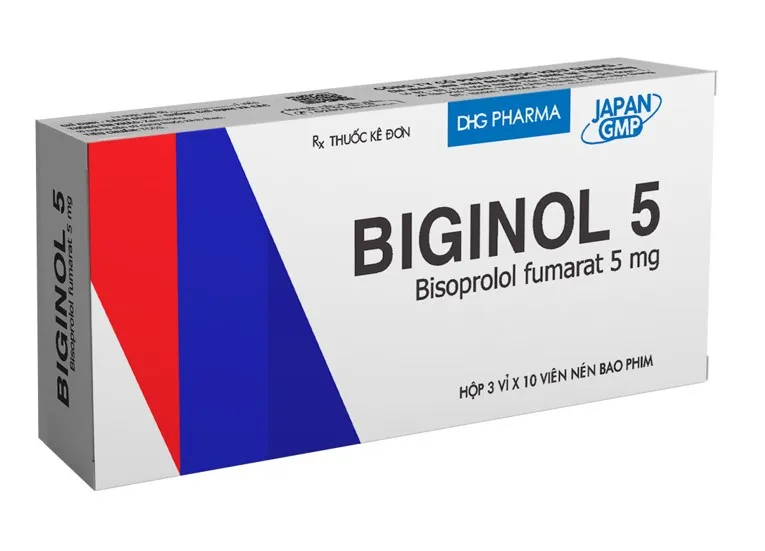 DHG PHARMA
JAPAN
GMP
Rx THUỐC KÊ ĐƠN
BIGINOL 5
Bisoprolol fumarat 5 mg
HỘP 3 VỈ X 10 VIÊN NÉN BAO PHIM
BIGINOL 5
Bisoprolol fumarat 5 mg